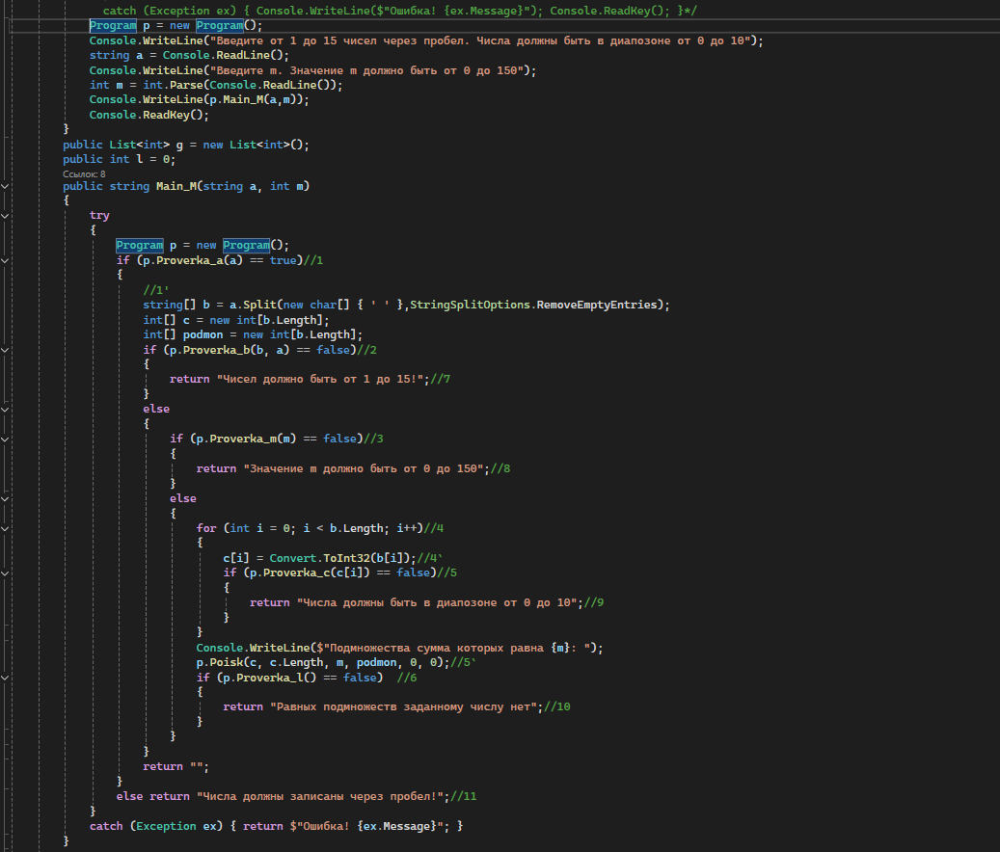 catch (Exception ex) { Console.WriteLine($"Ошибка! {ex.Message}"); Console.ReadKey(); }*/
Program p = new Program();
Console.WriteLine("Введите от 1 до 15 чисел через пробел. Числа должны быть в диапозоне от 0 до 10");
string a = Console.ReadLine();
Console.WriteLine("Введите m. Значение m должно быть от 0 до 150");
int m = int.Parse(Console.ReadLine());
Console.WriteLine(p.Main_M(a,m));
Console.ReadKey();
}
public List<int> g = new List<int>();
public int l = 0;
Ссылок: 8
public string Main_M(string a, int m)
{
try
{
Program p = new Program();
if (p.Proverka_a(a) == true)//1
{
//1'
string[] b = a.Split(new char[] { ' ' },StringSplitOptions.RemoveEmptyEntries);
int[] c = new int[b.Length];
int[] podmon = new int[b.Length];
if (p.Proverka_b(b, a) == false)//2
{
return "Чисел должно быть от 1 до 15!";//7
}
else
{
if (p.Proverka_m(m) == false)//3
{
return "Значение m должно быть от 0 до 150";//8
}
else
{
for (int i = 0; i < b.Length; i++)//4
{
c[i] = Convert.ToInt32(b[i]);//4`
if (p.Proverka_c(c[i]) == false)//5
{
return "Числа должны быть в диапозоне от 0 до 10";//9
}
}
Console.WriteLine($"Подмножества сумма которых равна {m}: ");
p.Poisk(c, c.Length, m, podmon, 0, 0);//5`
if (p.Proverka_l() == false)  //6
{
return "Равных подмножеств заданному числу нет";//10
}
}
}
return "";
}
else return "Числа должны записаны через пробел!";//11
}
catch (Exception ex) { return $"Ошибка! {ex.Message}"; }
}